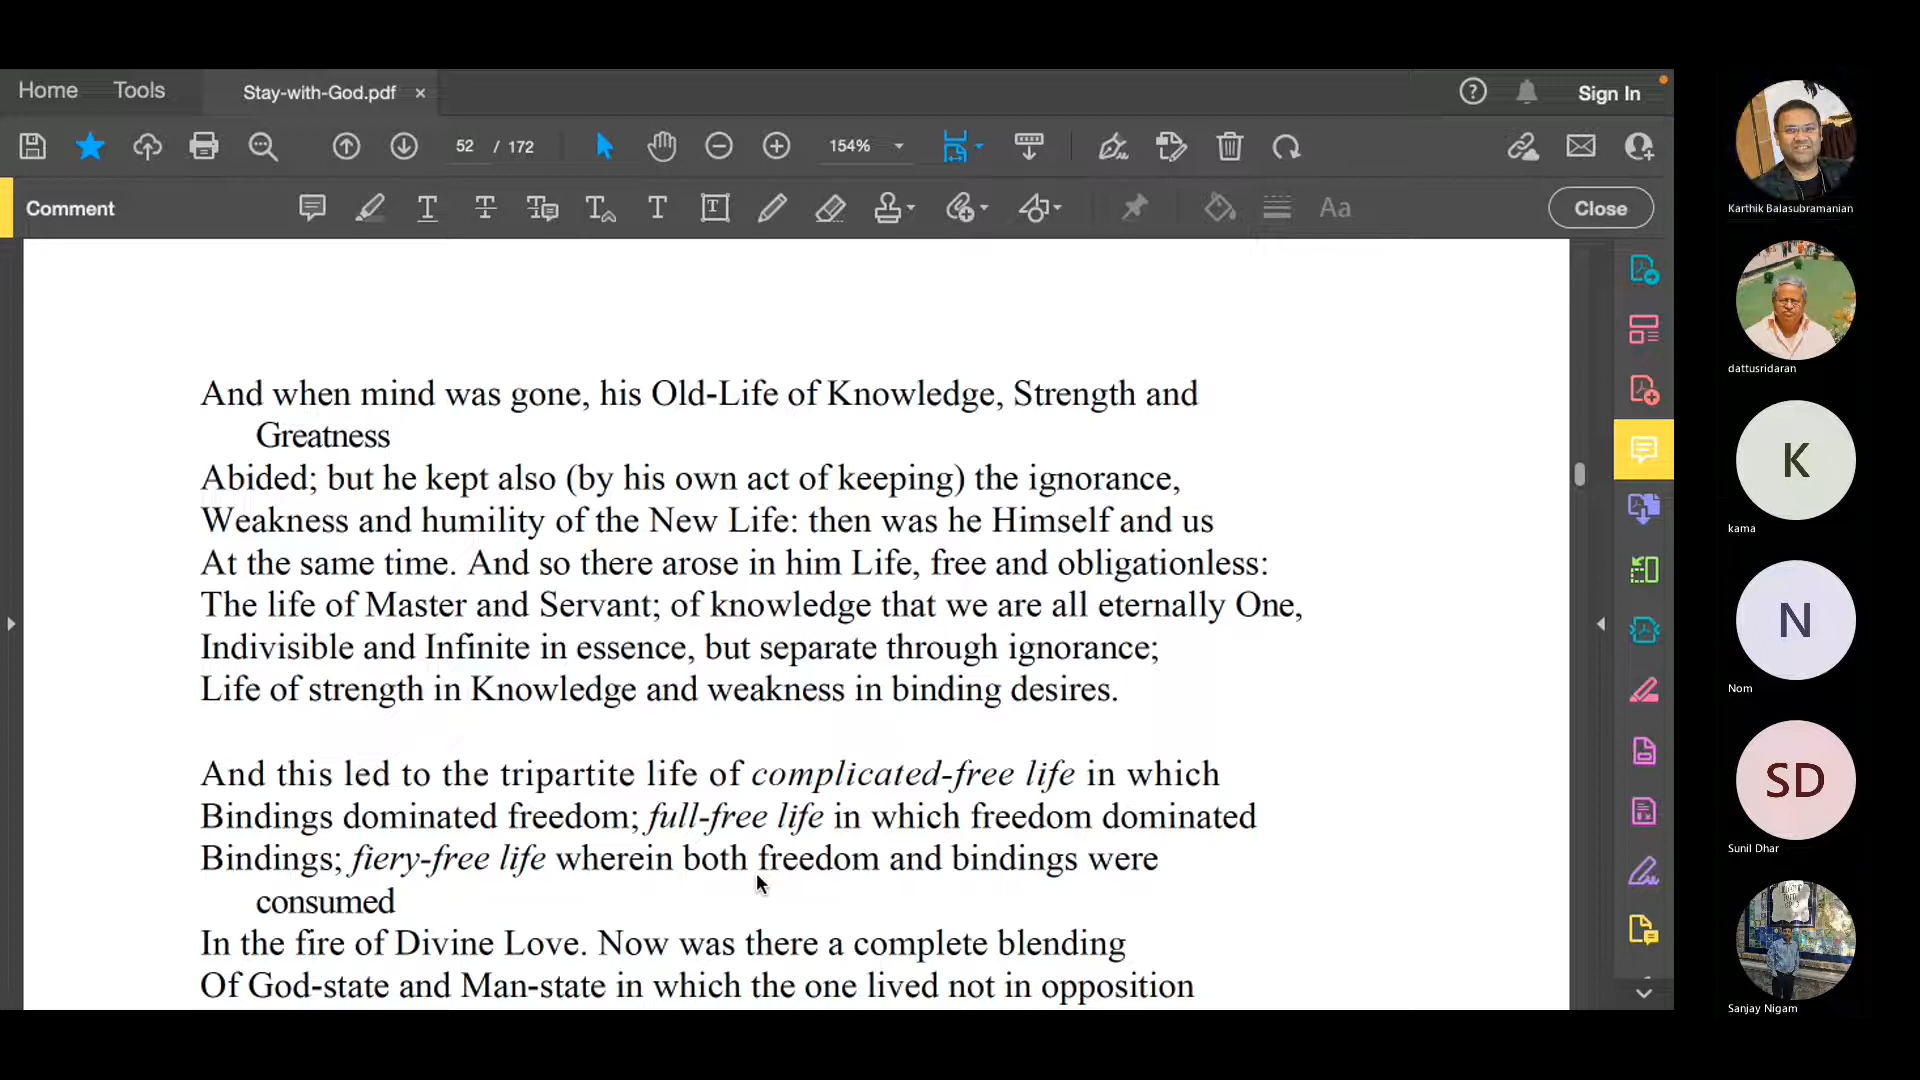 Home Tools Stay-with-God.pdf × Sign In
52 / 172 154%
Comment Close
And when mind was gone, his Old-Life of Knowledge, Strength and
Greatness
Abided; but he kept also (by his own act of keeping) the ignorance,
Weakness and humility of the New Life: then was he Himself and us
At the same time. And so there arose in him Life, free and obligationless:
The life of Master and Servant; of knowledge that we are all eternally One,
Indivisible and Infinite in essence, but separate through ignorance;
Life of strength in Knowledge and weakness in binding desires.
And this led to the tripartite life of complicated-free life in which
Bindings dominated freedom; full-free life in which freedom dominated
Bindings; fiery-free life wherein both freedom and bindings were
consumed
In the fire of Divine Love. Now was there a complete blending
Of God-state and Man-state in which the one lived not in opposition
Karthik Balasubramanian
dattusridaran
K
kama
N
Nom
SD
Sunil Dhar
Sanjay Nigam